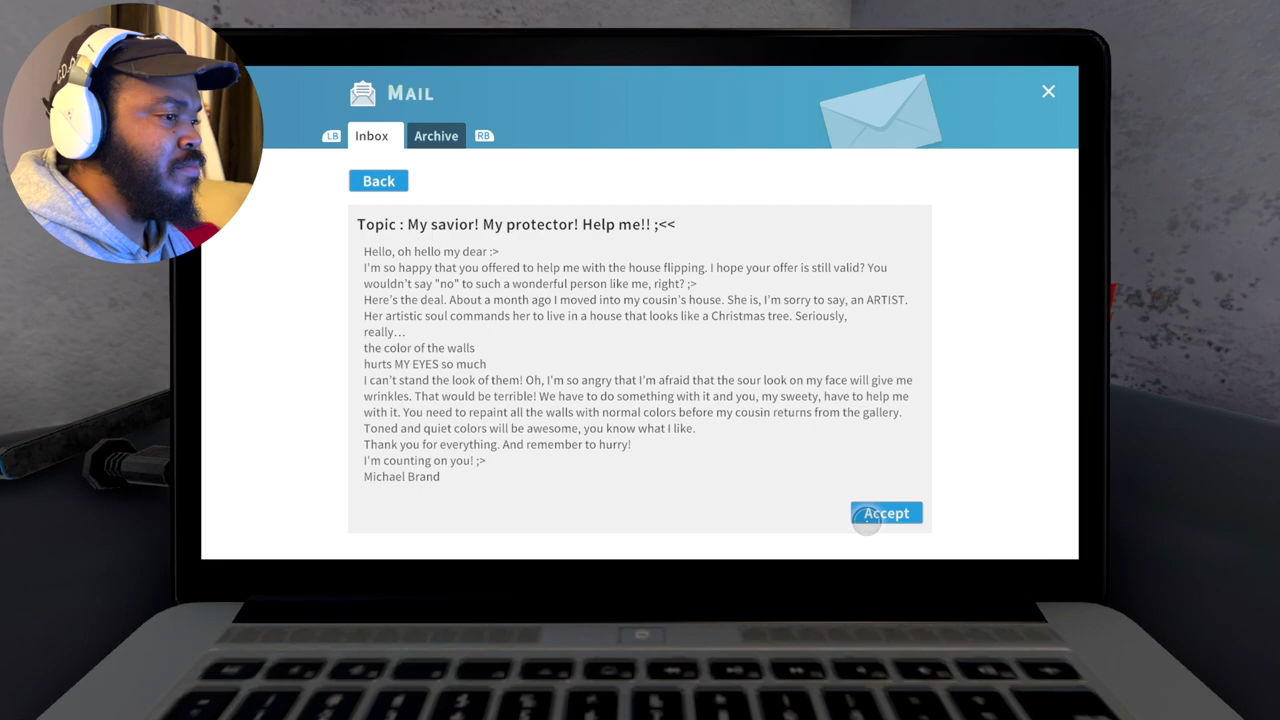 MAIL
LB Inbox Archive RB
Back
Topic : My savior! My protector! Help me!! ;<<
Hello, oh hello my dear :>
I'm so happy that you offered to help me with the house flipping. I hope your offer is still valid? You
wouldn't say "no" to such a wonderful person like me, right? ;>
Here's the deal. About a month ago I moved into my cousin's house. She is, I'm sorry to say, an ARTIST.
Her artistic soul commands her to live in a house that looks like a Christmas tree. Seriously,
really…
the color of the walls
hurts MY EYES so much
I can't stand the look of them! Oh, I'm so angry that I'm afraid that the sour look on my face will give me
wrinkles. That would be terrible! We have to do something with it and you, my sweety, have to help me
with it. You need to repaint all the walls with normal colors before my cousin returns from the gallery.
Toned and quiet colors will be awesome, you know what I like.
Thank you for everything. And remember to hurry!
I'm counting on you! ;>
Michael Brand
Accept